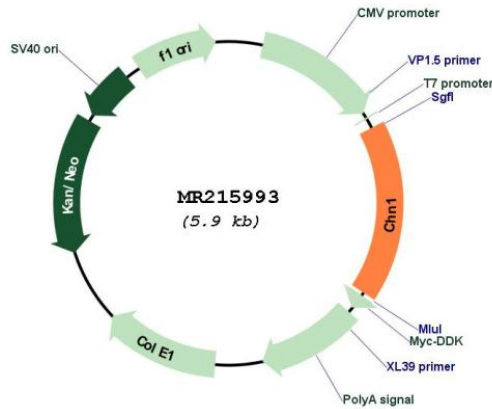 CMV promoter
f1 ori
SV40 ori
VP1.5 primer
T7 promoter
SgfI
Kan/ Neo
MR215993
(5.9 kb)
Chn1
MluI
Myc-DDK
Col E1
XL39 primer
PolyA signal